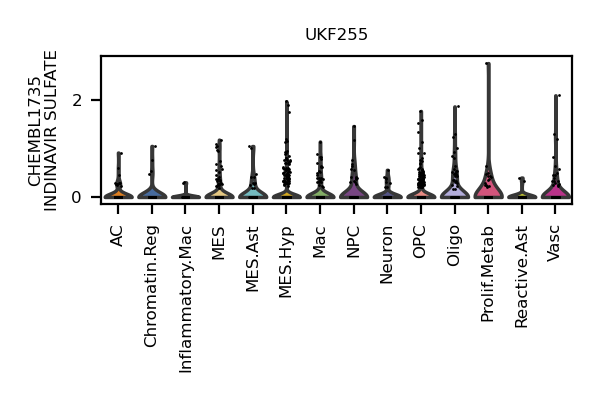 UKF255
CHEMBL1735
INDINAVIR SULFATE
2
0
AC
Chromatin.Reg
Inflammatory.Mac
MES
MES.Ast
MES.Hyp
Mac
NPC
Neuron
OPC
Oligo
Prolif.Metab
Reactive.Ast
Vasc